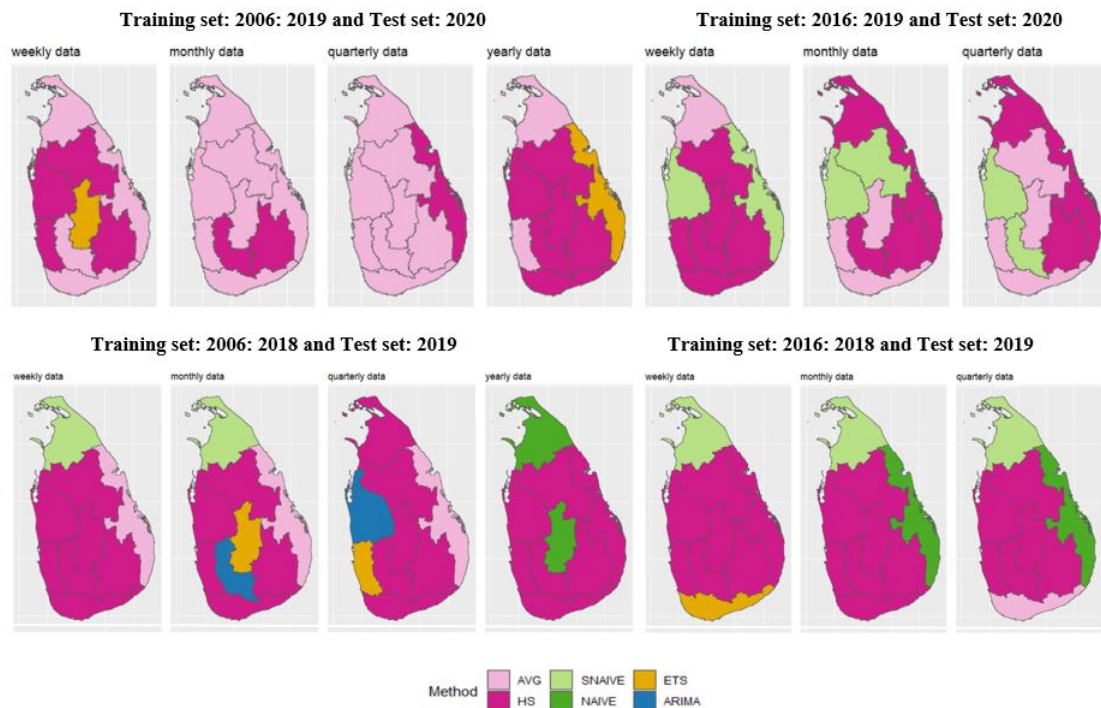 Training set: 2006: 2019 and Test set: 2020
Training set: 2016: 2019 and Test set: 2020
weekly data
monthly data
quarterly data
yearly data
weekly data
monthly data
quarterly data
Training set: 2006: 2018 and Test set: 2019
Training set: 2016: 2018 and Test set: 2019
weekly data
monthly data
quarterly data
yearly data
weekly data
monthly data
quarterly data
Method
AVG
SNAIVE
ETS
HS
NAIVE
ARIMA